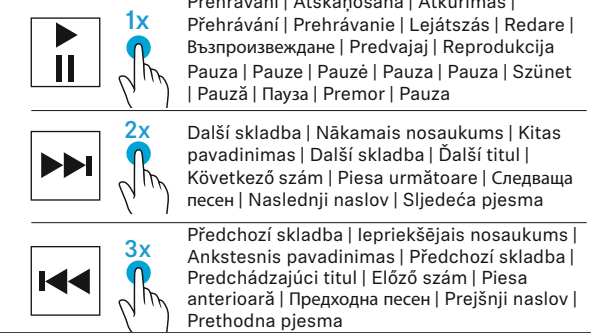 Přehrávání | Atskaņošana | Atkūrimas |
1x
Přehrávání | Prehrávanie | Lejátszás | Redare |
Възпроизвеждане | Predvajaj | Reprodukcija
Pauza | Pauze | Pauzė | Pauza | Pauza | Szünet
| Pauză | Пауза | Premor | Pauza
2x
Další skladba | Nākamais nosaukums | Kitas
pavadinimas | Další skladba | Ďalší titul |
Következő szám | Piesa următoare | Следваща
песен | Naslednji naslov | Sljedeća pjesma
3x
Předchozí skladba | Iepriekšējais nosaukums |
Ankstesnis pavadinimas | Předchozí skladba |
Predchádzajúci titul | Előző szám | Piesa
anterioară | Предходна песен | Prejšnji naslov |
Prethodna pjesma